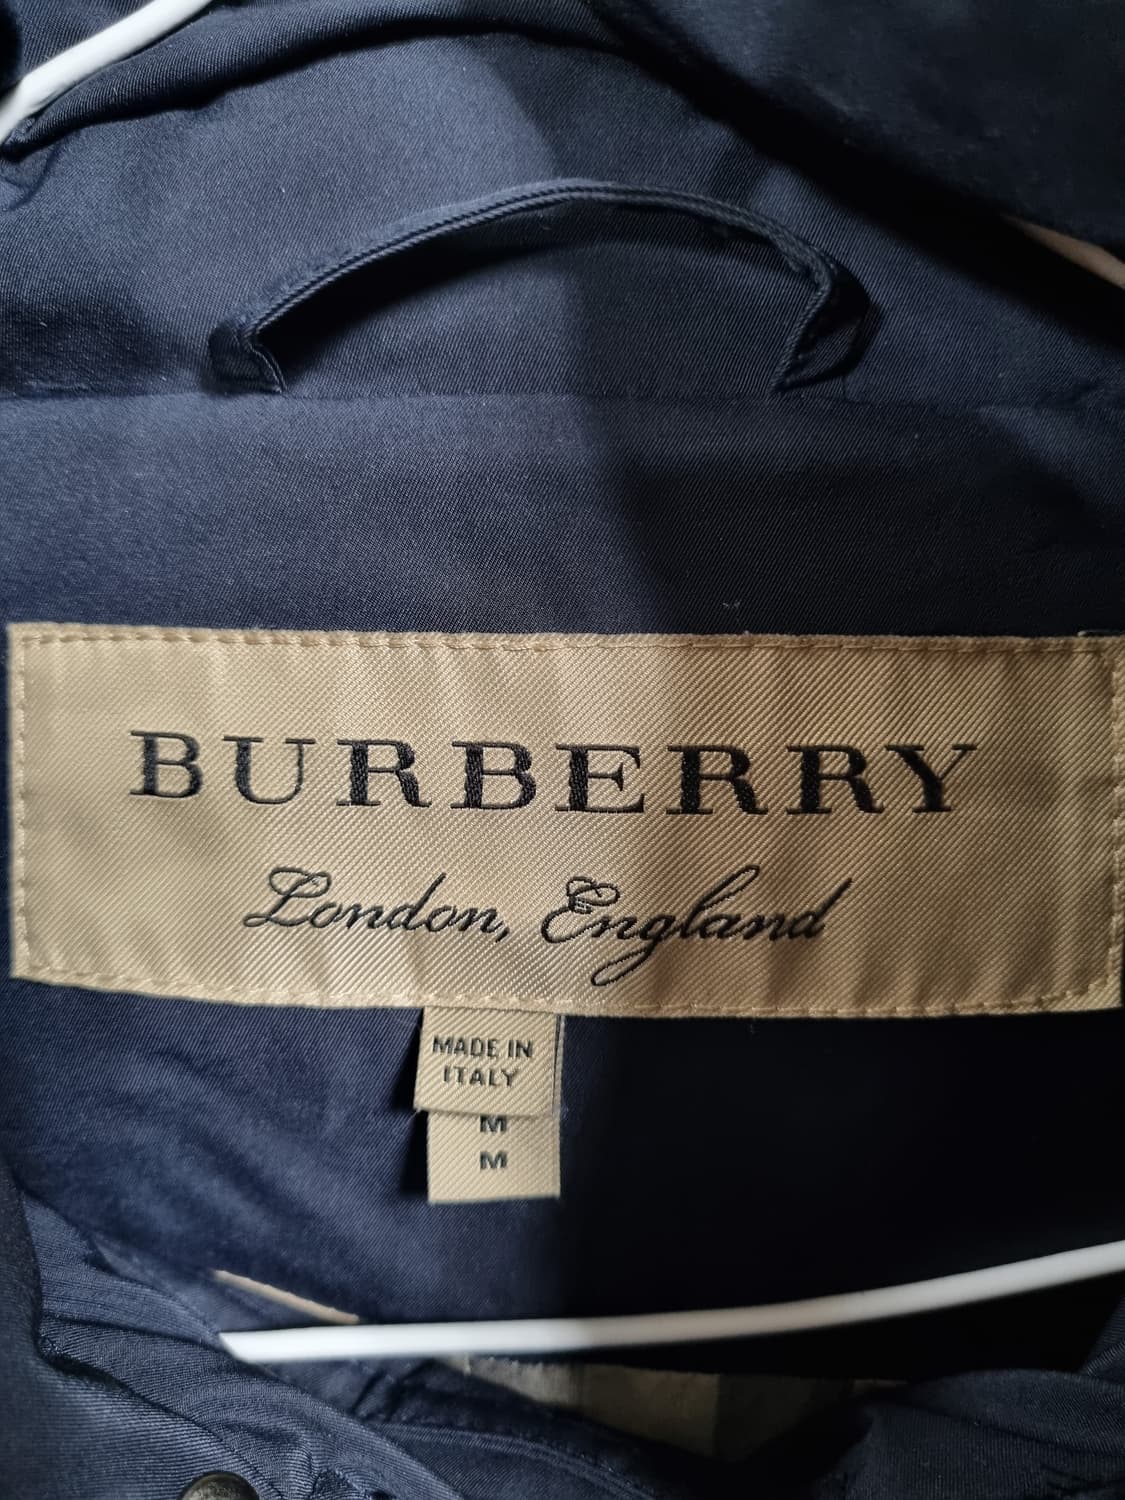 BURBERRY
London, England
MADE IN
ITALY
M
M